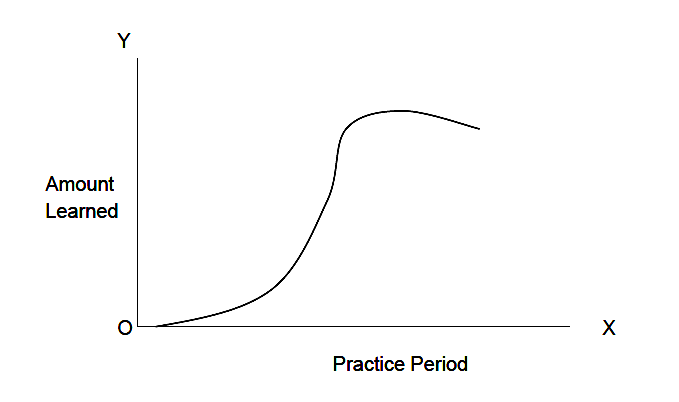 Y
Amount
Learned
O
X
Practice Period